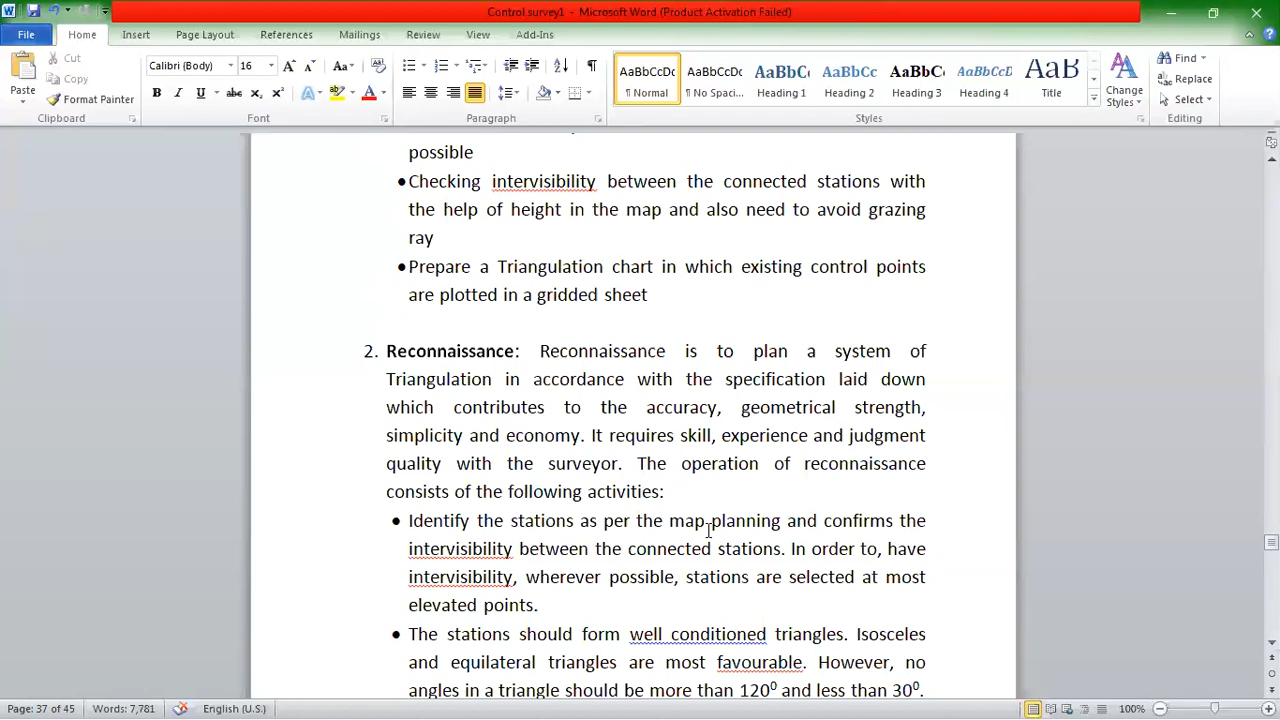 Control.survey1 - Microsoft Word (Product Activation Failed)
File Home Insert Page Layout References Mailings Review View Add-Ins
Paste
Cut
Copy
Format Painter
Clipboard
Calibri (Body) 16
Font
Paragraph
AaBbCcDc AaBbCcDc AaBbC AaBbCc AaBbCc AaBbCcDc AaB
¶ Normal ¶ No Spaci... Heading 1 Heading 2 Heading 3 Heading 4 Title
Styles
Change
Styles
Find
Replace
Select
Editing
possible
•Checking intervisibility between the connected stations with
the help of height in the map and also need to avoid grazing
ray
•Prepare a Triangulation chart in which existing control points
are plotted in a gridded sheet
2. Reconnaissance: Reconnaissance is to plan a system of
Triangulation in accordance with the specification laid down
which contributes to the accuracy, geometrical strength,
simplicity and economy. It requires skill, experience and judgment
quality with the surveyor. The operation of reconnaissance
consists of the following activities:
• Identify the stations as per the map planning and confirms the
intervisibility between the connected stations. In order to, have
intervisibility, wherever possible, stations are selected at most
elevated points.
• The stations should form well conditioned triangles. Isosceles
and equilateral triangles are most favourable. However, no
angles in a triangle should be more than 120⁰ and less than 30⁰.
Page: 37 of 45 Words: 7,781 English (U.S.) 100%